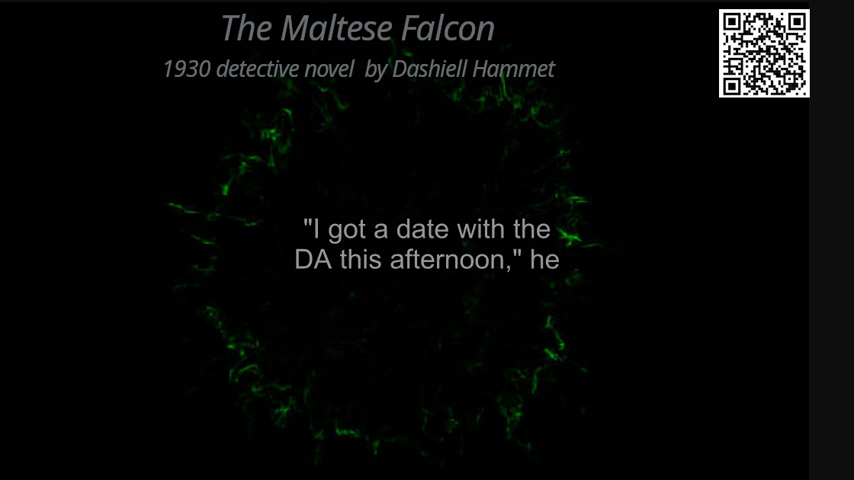 The Maltese Falcon
1930 detective novel by Dashiell Hammet
"I got a date with the
DA this afternoon," he